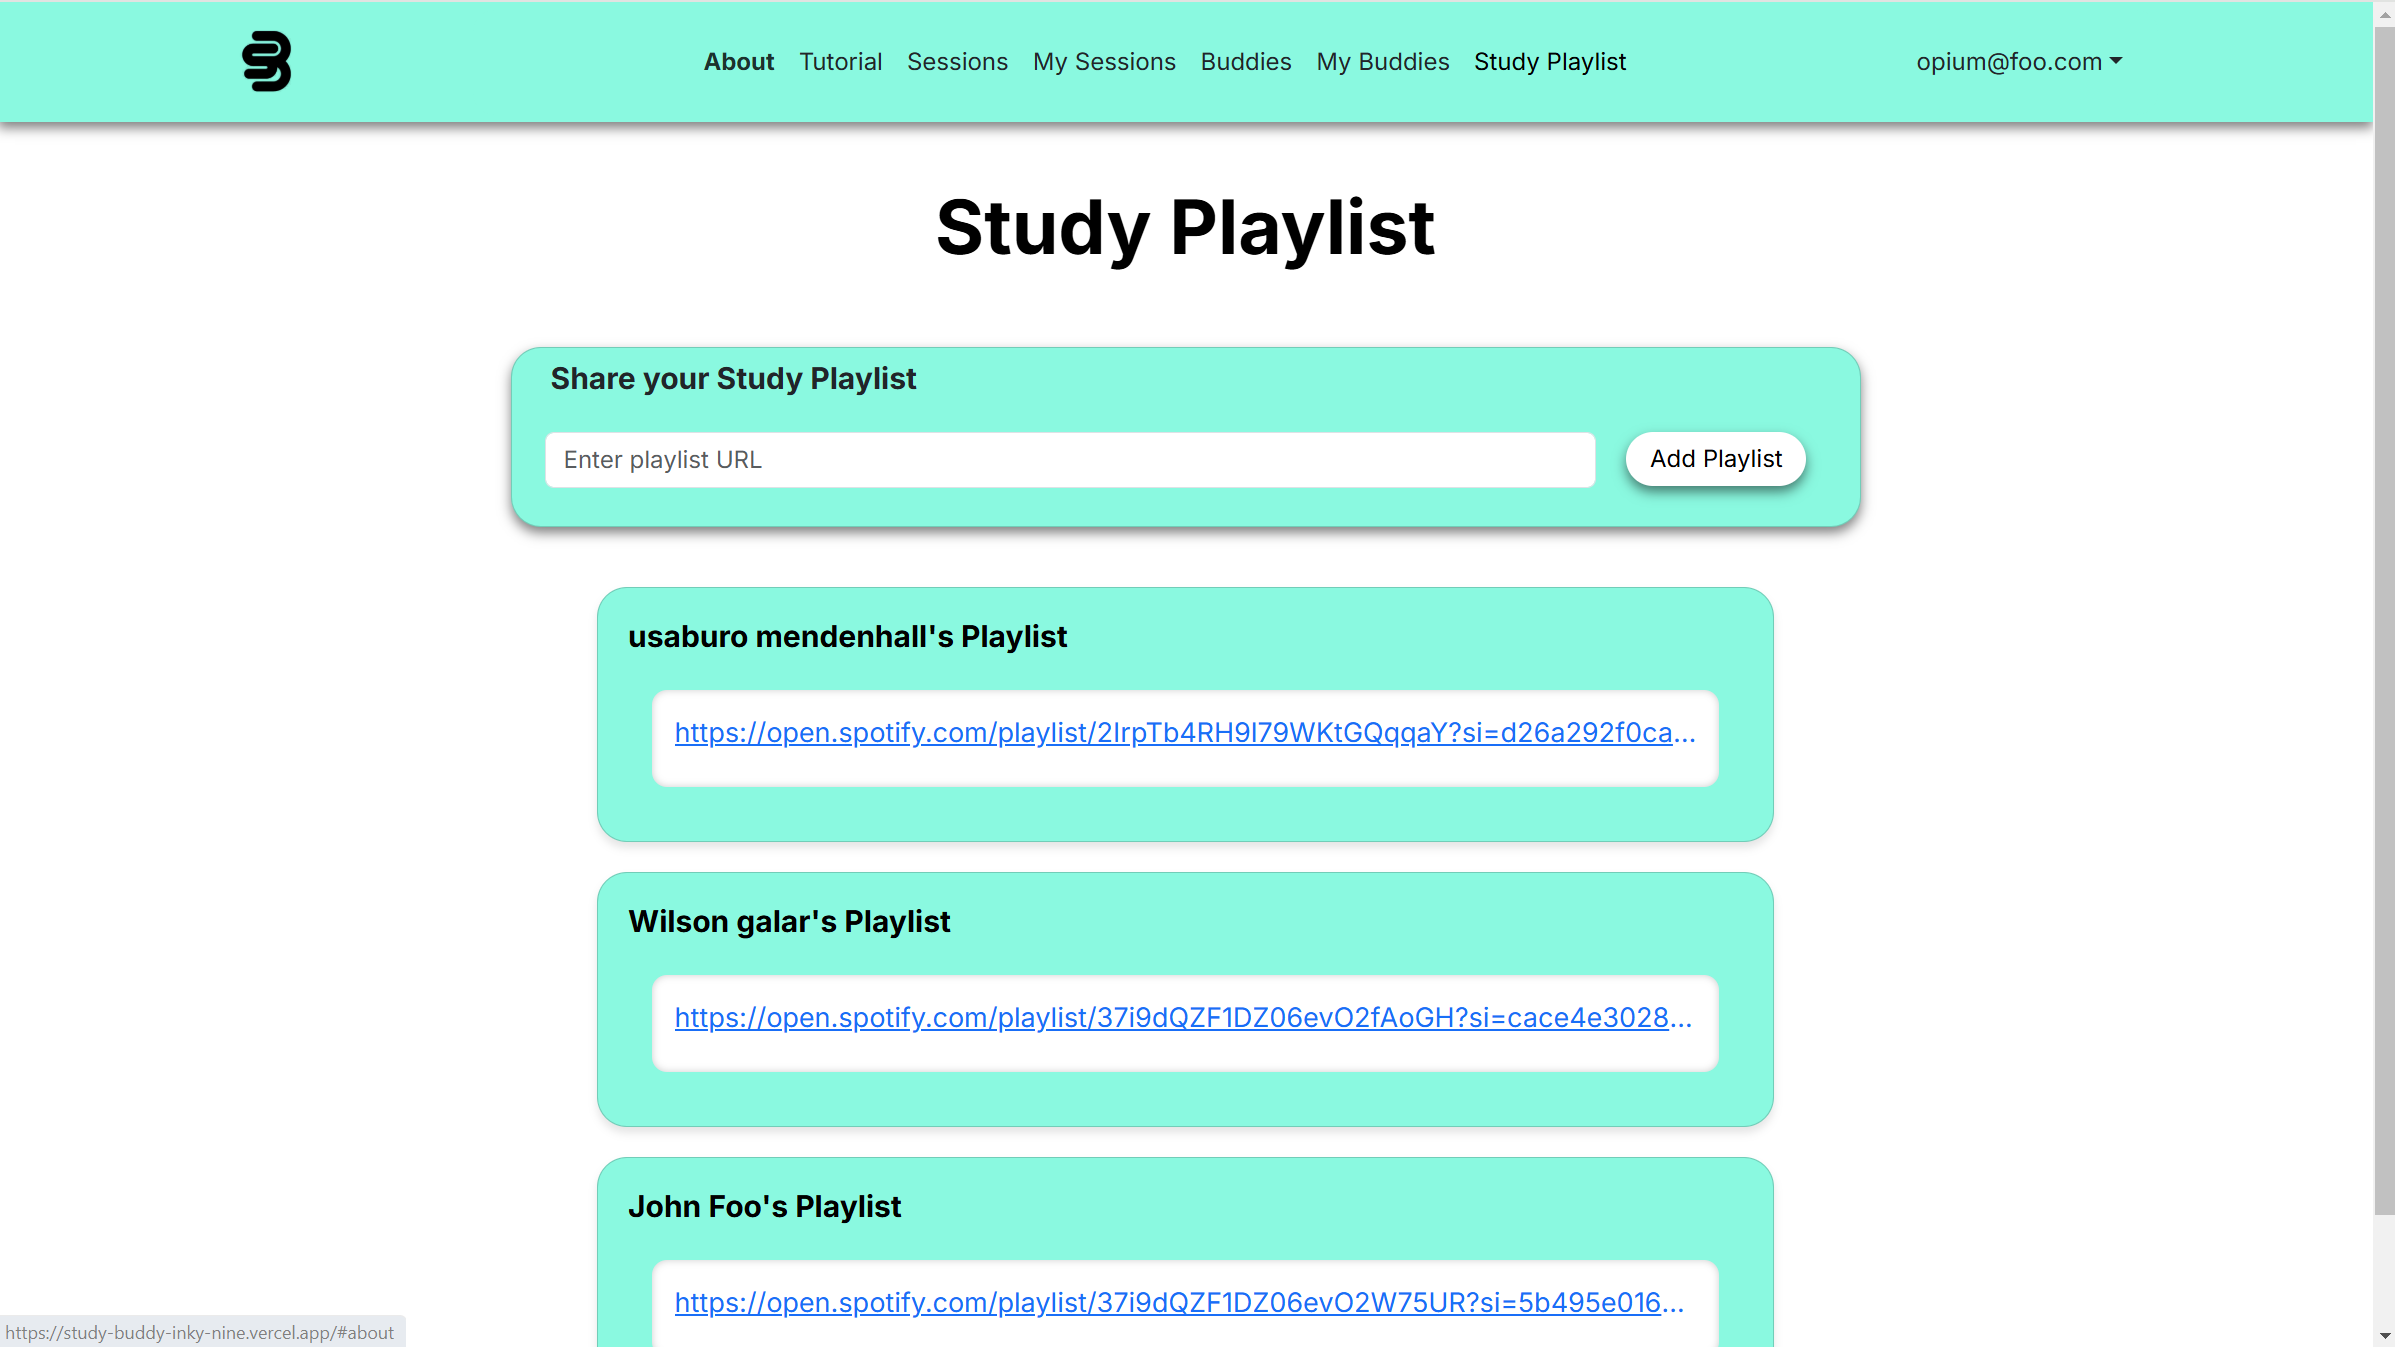 About Tutorial Sessions My Sessions Buddies My Buddies Study Playlist opium@foo.com
Study Playlist
Share your Study Playlist
Enter playlist URL Add Playlist
usaburo mendenhall's Playlist
https://open.spotify.com/playlist/2IrpTb4RH9I79WKtGQqqaY?si=d26a292f0ca...
Wilson galar's Playlist
https://open.spotify.com/playlist/37i9dQZF1DZ06evO2fAoGH?si=cace4e3028...
John Foo's Playlist
https://open.spotify.com/playlist/37i9dQZF1DZ06evO2W75UR?si=5b495e016...
https://study-buddy-inky-nine.vercel.app/#about